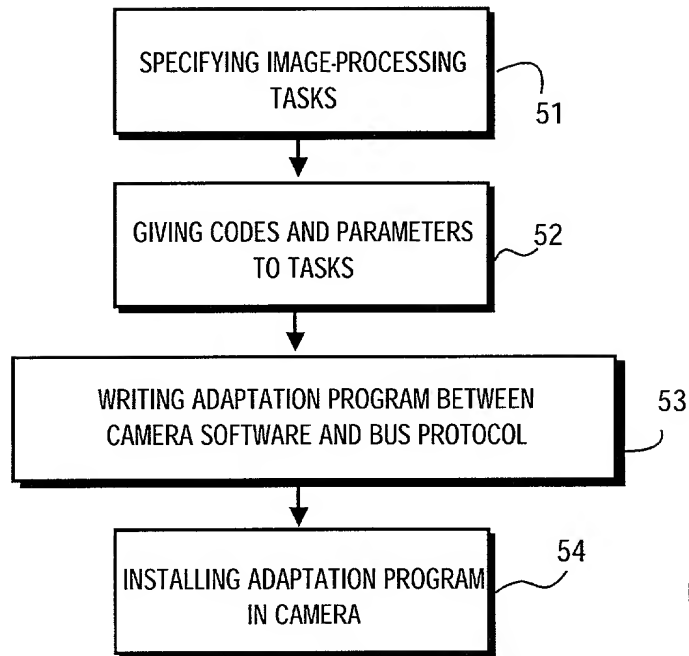 SPECIFYING IMAGE-PROCESSING
TASKS
51
GIVING CODES AND PARAMETERS
TO TASKS
52
WRITING ADAPTATION PROGRAM BETWEEN
CAMERA SOFTWARE AND BUS PROTOCOL
53
INSTALLING ADAPTATION PROGRAM
IN CAMERA
54